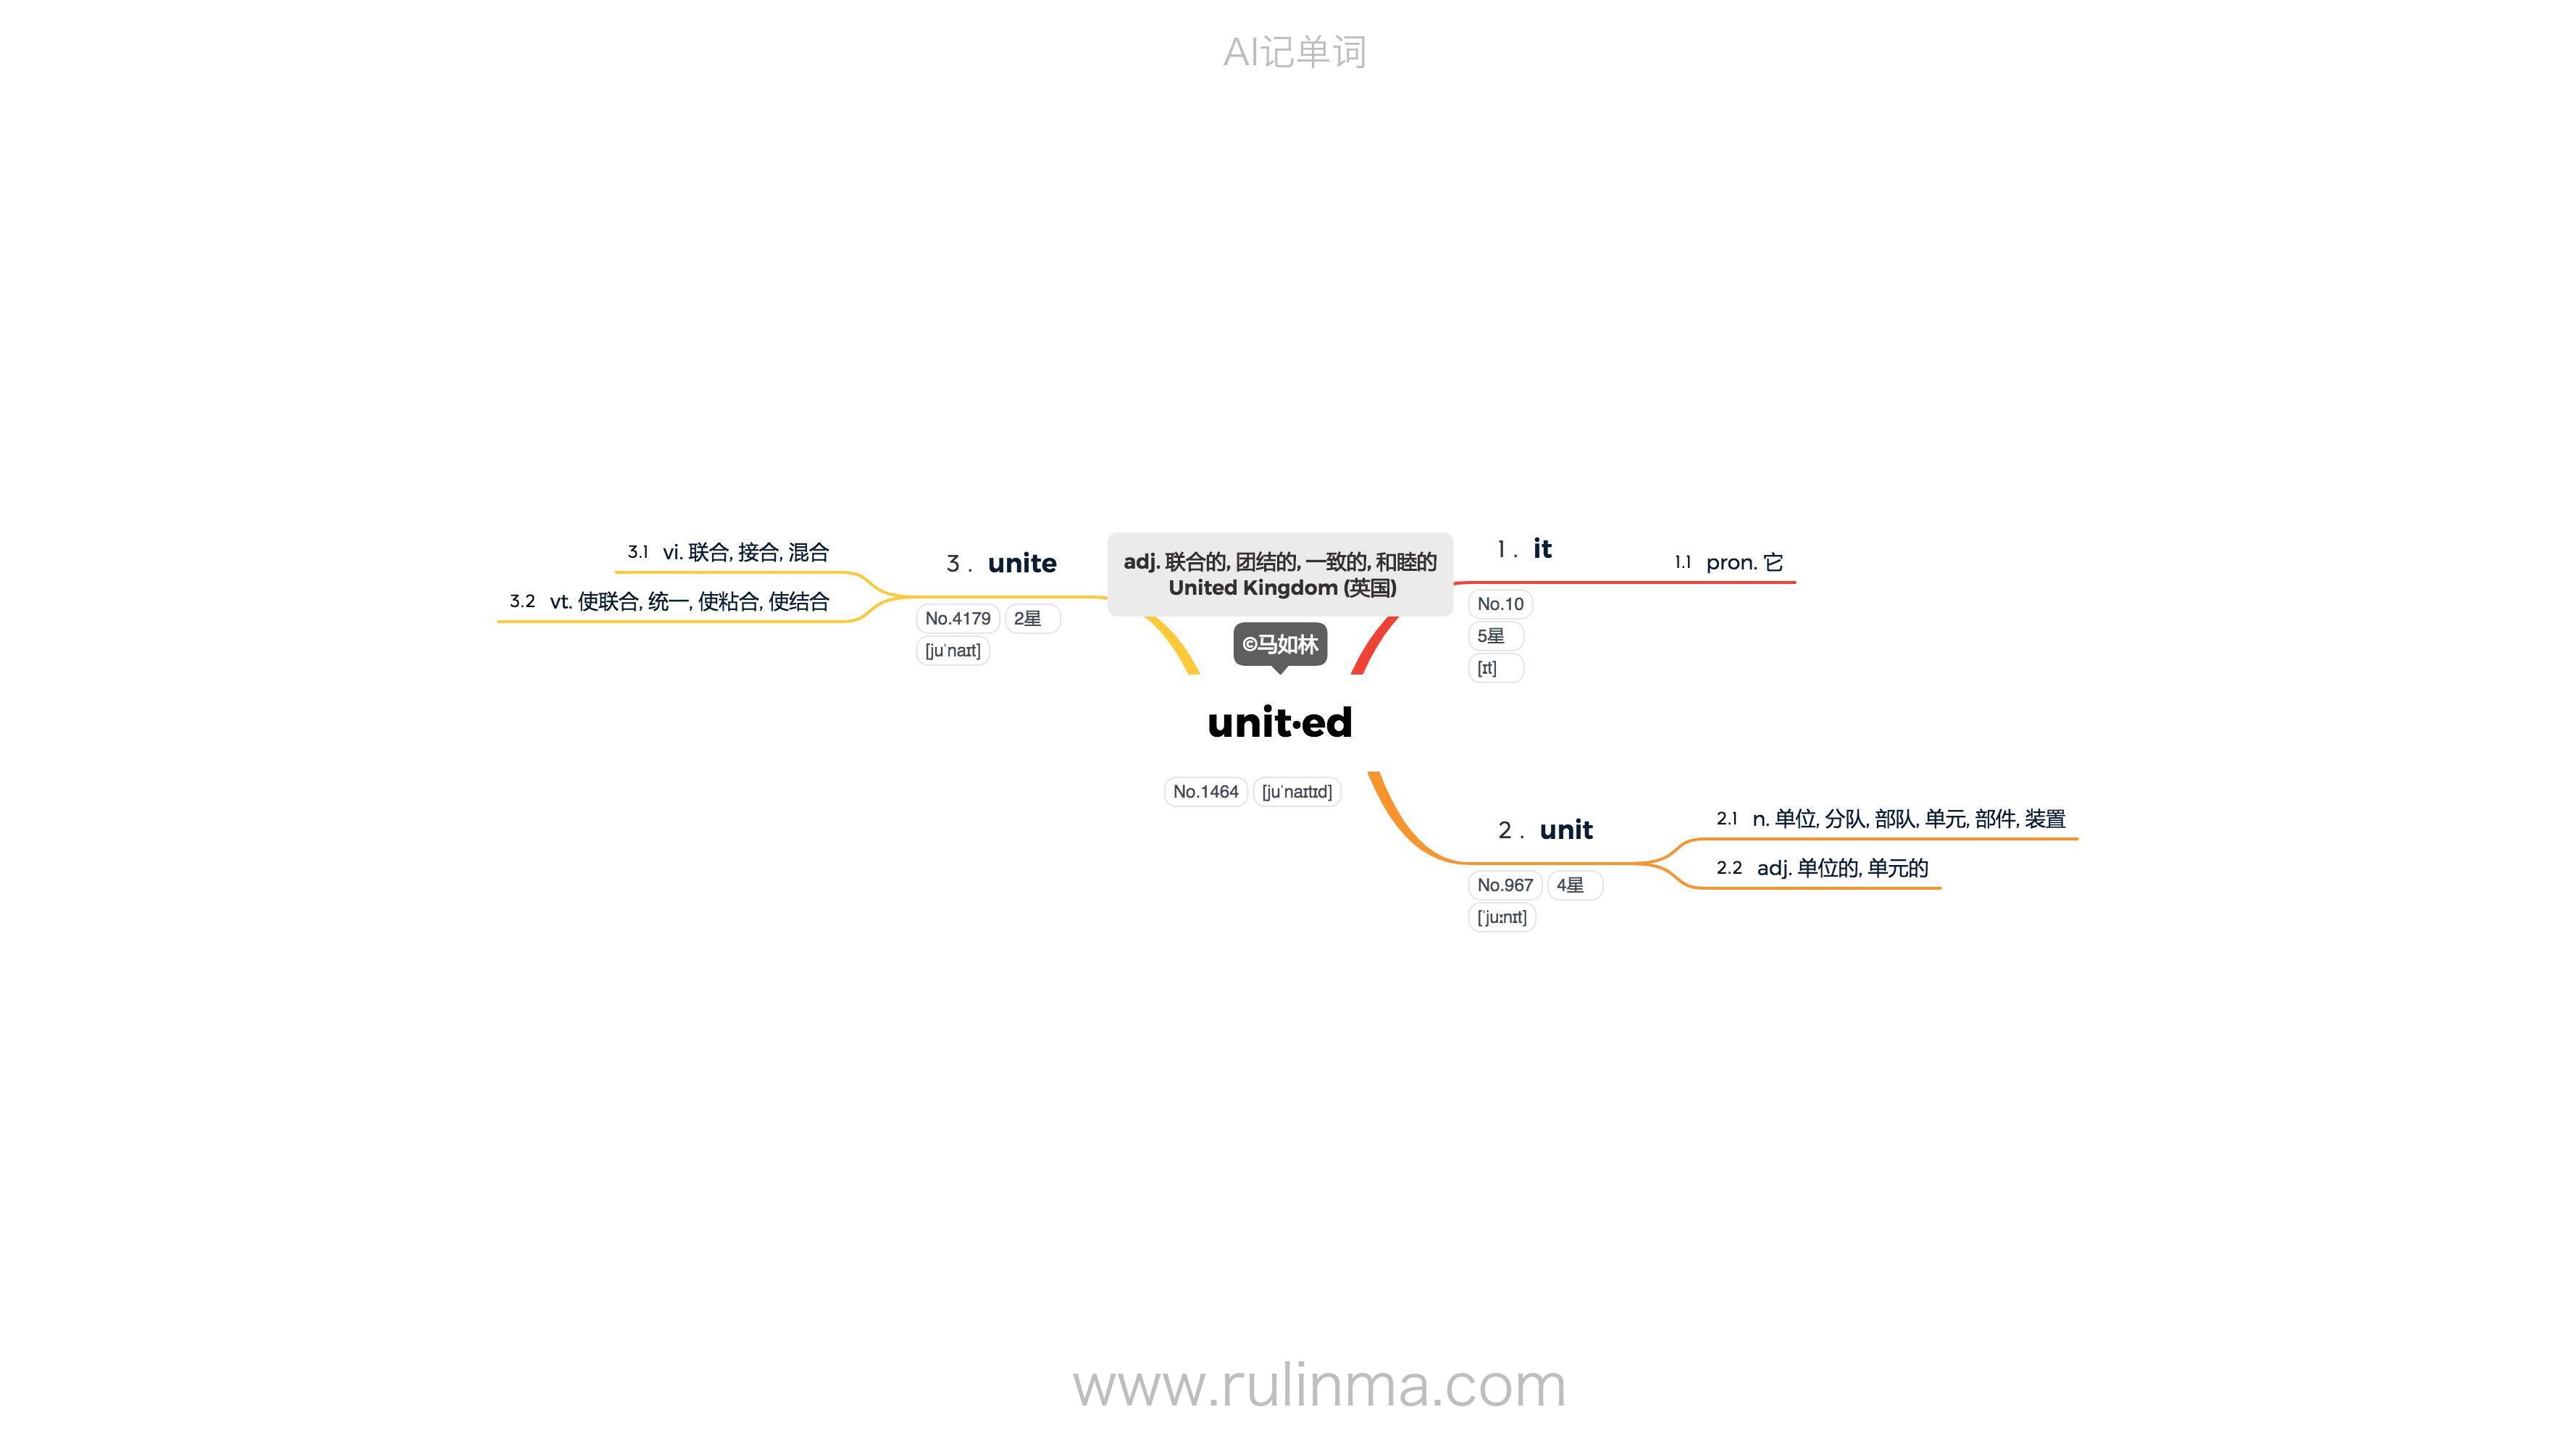 AI记单词
adj. 联合的, 团结的, 一致的, 和睦的
United Kingdom (英国)
©马如林
unit·ed
No.1464 [juˈnaɪtɪd]
1 . it
No.10
5星
[ɪt]
1.1 pron. 它
2 . unit
No.967 4星
[ˈjuːnɪt]
2.1 n. 单位, 分队, 部队, 单元, 部件, 装置
2.2 adj. 单位的, 单元的
3 . unite
No.4179 2星
[juˈnaɪt]
3.1 vi. 联合, 接合, 混合
3.2 vt. 使联合, 统一, 使粘合, 使结合
www.rulinma.com